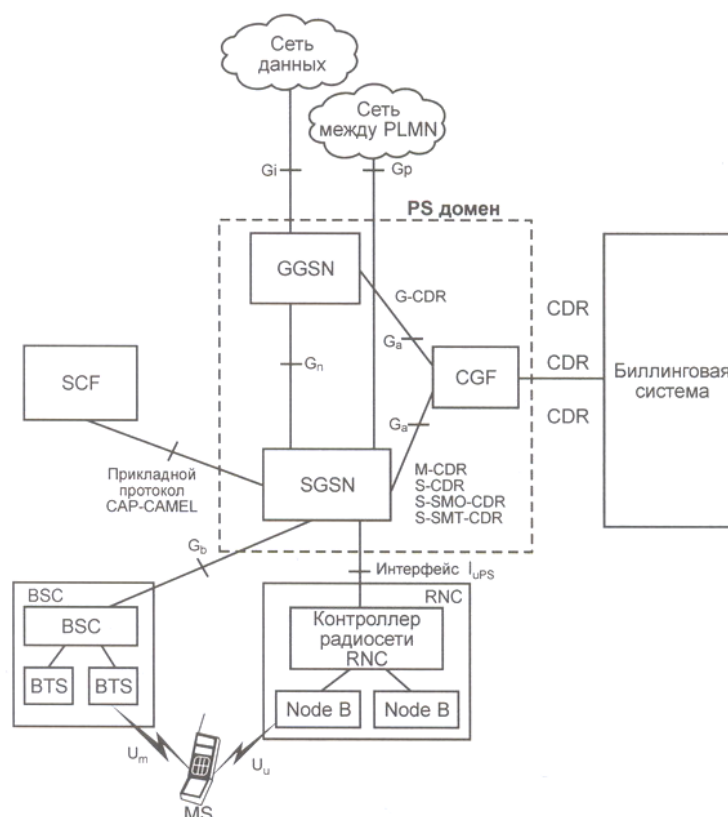 Сеть
данных
Сеть
между PLMN
Gi
Gp
PS домен
GGSN
G-CDR
CDR
Ga
Gn
SCF
CGF
CDR
Биллинговая
система
CDR
Ga
Прикладной
протокол
CAP-CAMEL
SGSN
M-CDR
S-CDR
S-SMO-CDR
S-SMT-CDR
Gb
Интерфейс IuPS
BSC
RNC
BSC
Контроллер
радиосети
RNC
BTS
BTS
Node B
Node B
Um
Uu
MS